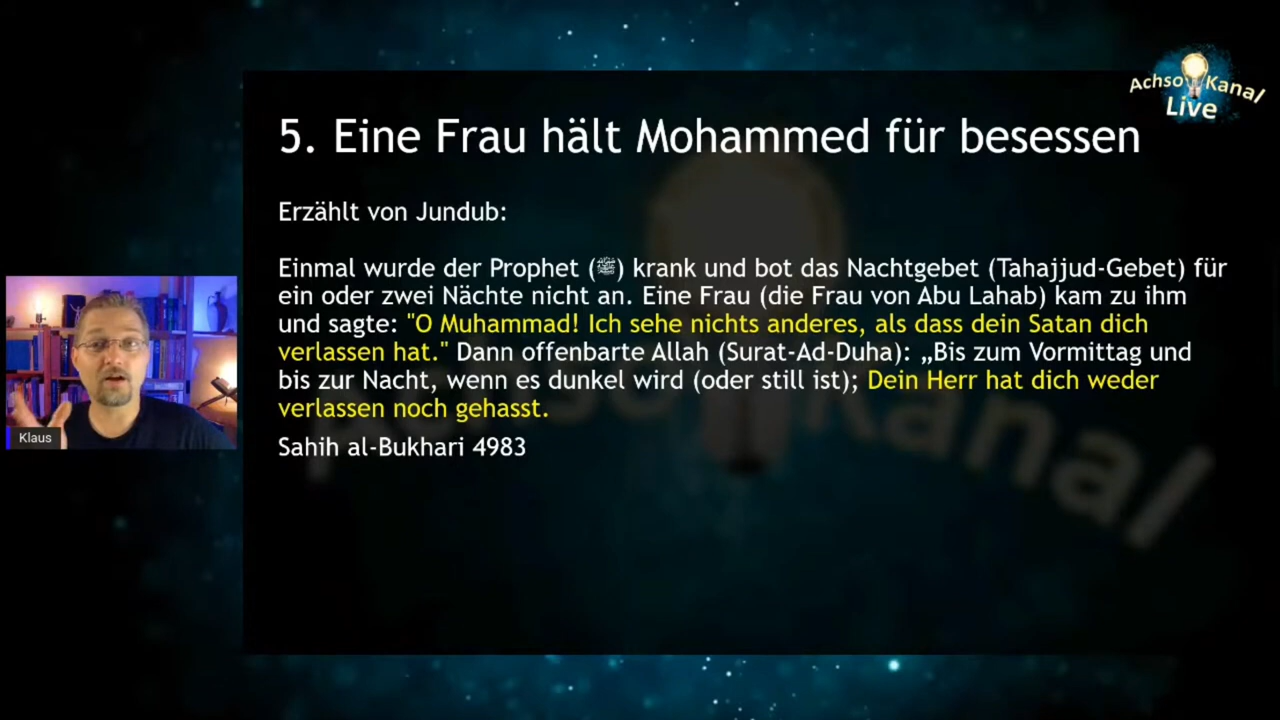 Achso Kanal
Live
5. Eine Frau hält Mohammed für besessen
Erzählt von Jundub:
Einmal wurde der Prophet (ﷺ) krank und bot das Nachtgebet (Tahajjud-Gebet) für
ein oder zwei Nächte nicht an. Eine Frau (die Frau von Abu Lahab) kam zu ihm
und sagte: "O Muhammad! Ich sehe nichts anderes, als dass dein Satan dich
verlassen hat." Dann offenbarte Allah (Surat-Ad-Duha): „Bis zum Vormittag und
bis zur Nacht, wenn es dunkel wird (oder still ist); Dein Herr hat dich weder
verlassen noch gehasst.
Sahih al-Bukhari 4983
Klaus
Achso Kanal